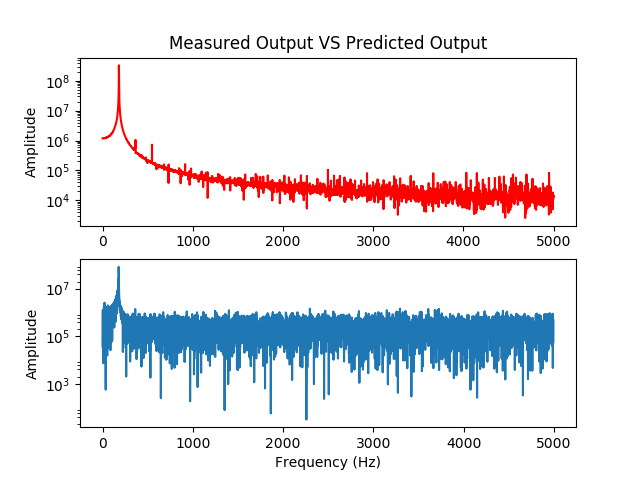 Measured Output VS Predicted Output
Amplitude
10⁸
10⁷
10⁶
10⁵
10⁴
0 1000 2000 3000 4000 5000
Amplitude
10⁷
10⁵
10³
0 1000 2000 3000 4000 5000
Frequency (Hz)